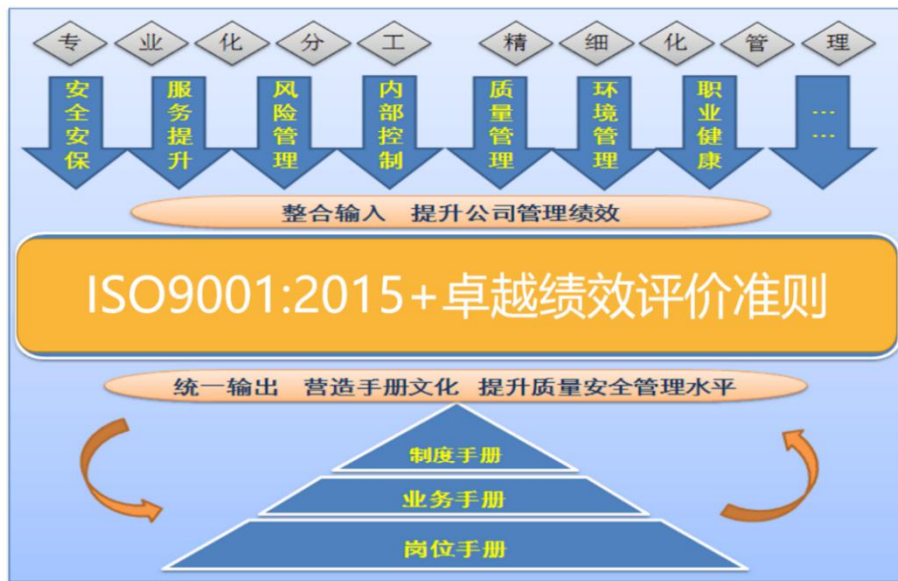 专业化分工 精细化管理
安全安保
服务提升
风险管理
内部控制
质量管理
环境管理
职业健康
……
整合输入 提升公司管理绩效
ISO9001:2015+卓越绩效评价准则
统一输出 营造手册文化 提升质量安全管理水平
制度手册
业务手册
岗位手册